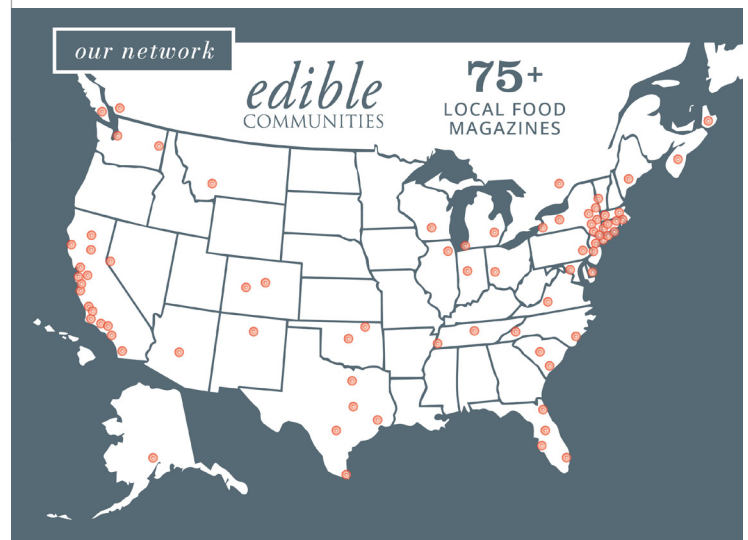 our network
edible
COMMUNITIES
75+
LOCAL FOOD
MAGAZINES